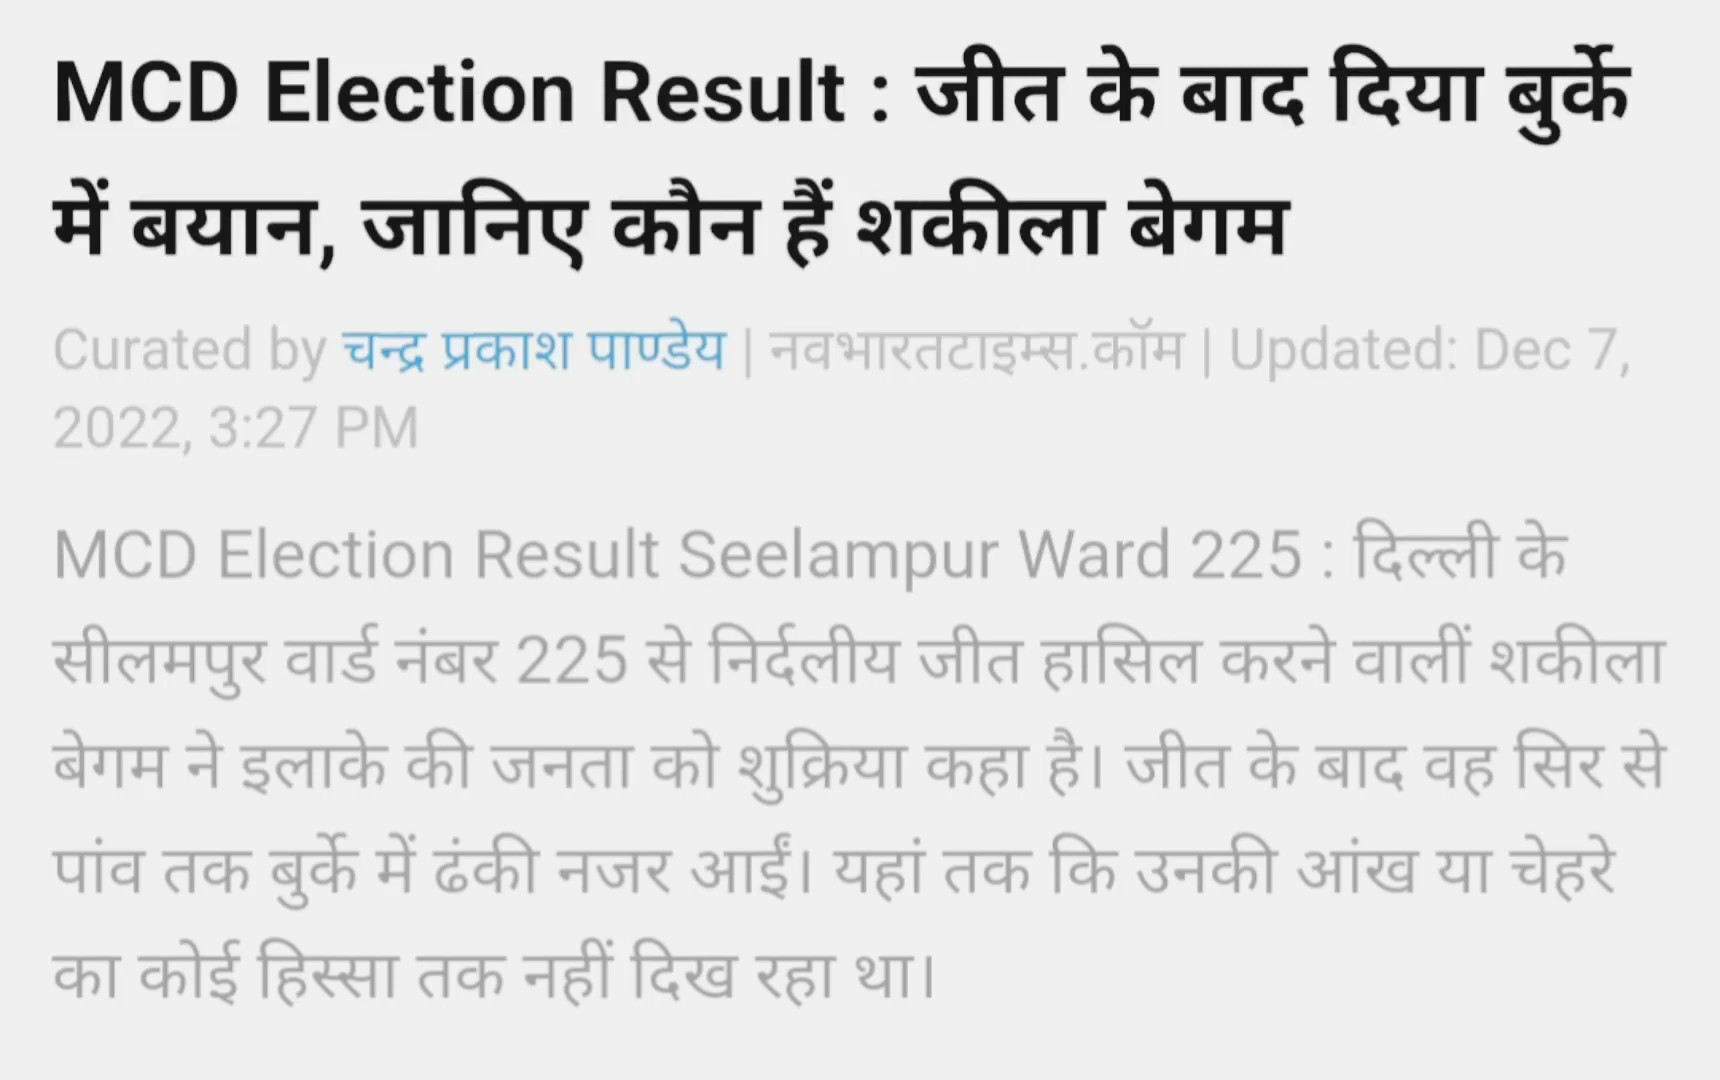 MCD Election Result : जीत के बाद दिया बुर्के
में बयान, जानिए कौन हैं शकीला बेगम
Curated by चन्द्र प्रकाश पाण्डेय | नवभारतटाइम्स.कॉम | Updated: Dec 7,
2022, 3:27 PM
MCD Election Result Seelampur Ward 225 : दिल्ली के
सीलमपुर वार्ड नंबर 225 से निर्दलीय जीत हासिल करने वालीं शकीला
बेगम ने इलाके की जनता को शुक्रिया कहा है। जीत के बाद वह सिर से
पांव तक बुर्के में ढंकी नजर आईं। यहां तक कि उनकी आंख या चेहरे
का कोई हिस्सा तक नहीं दिख रहा था।